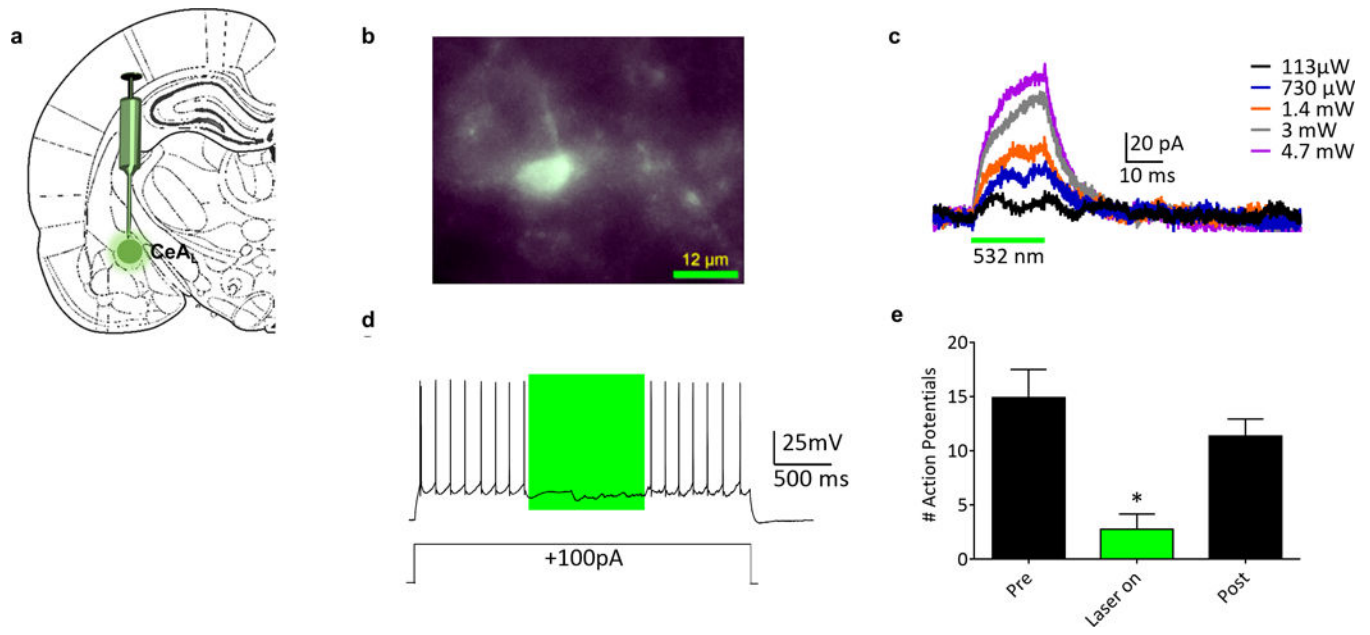 a
CeAL
b
12 µm
c
113µW
730 µW
1.4 mW
3 mW
4.7 mW
20 pA
10 ms
532 nm
d
25mV
500 ms
+100pA
e
# Action Potentials
20
15
10
5
0
*
Pre
Laser on
Post